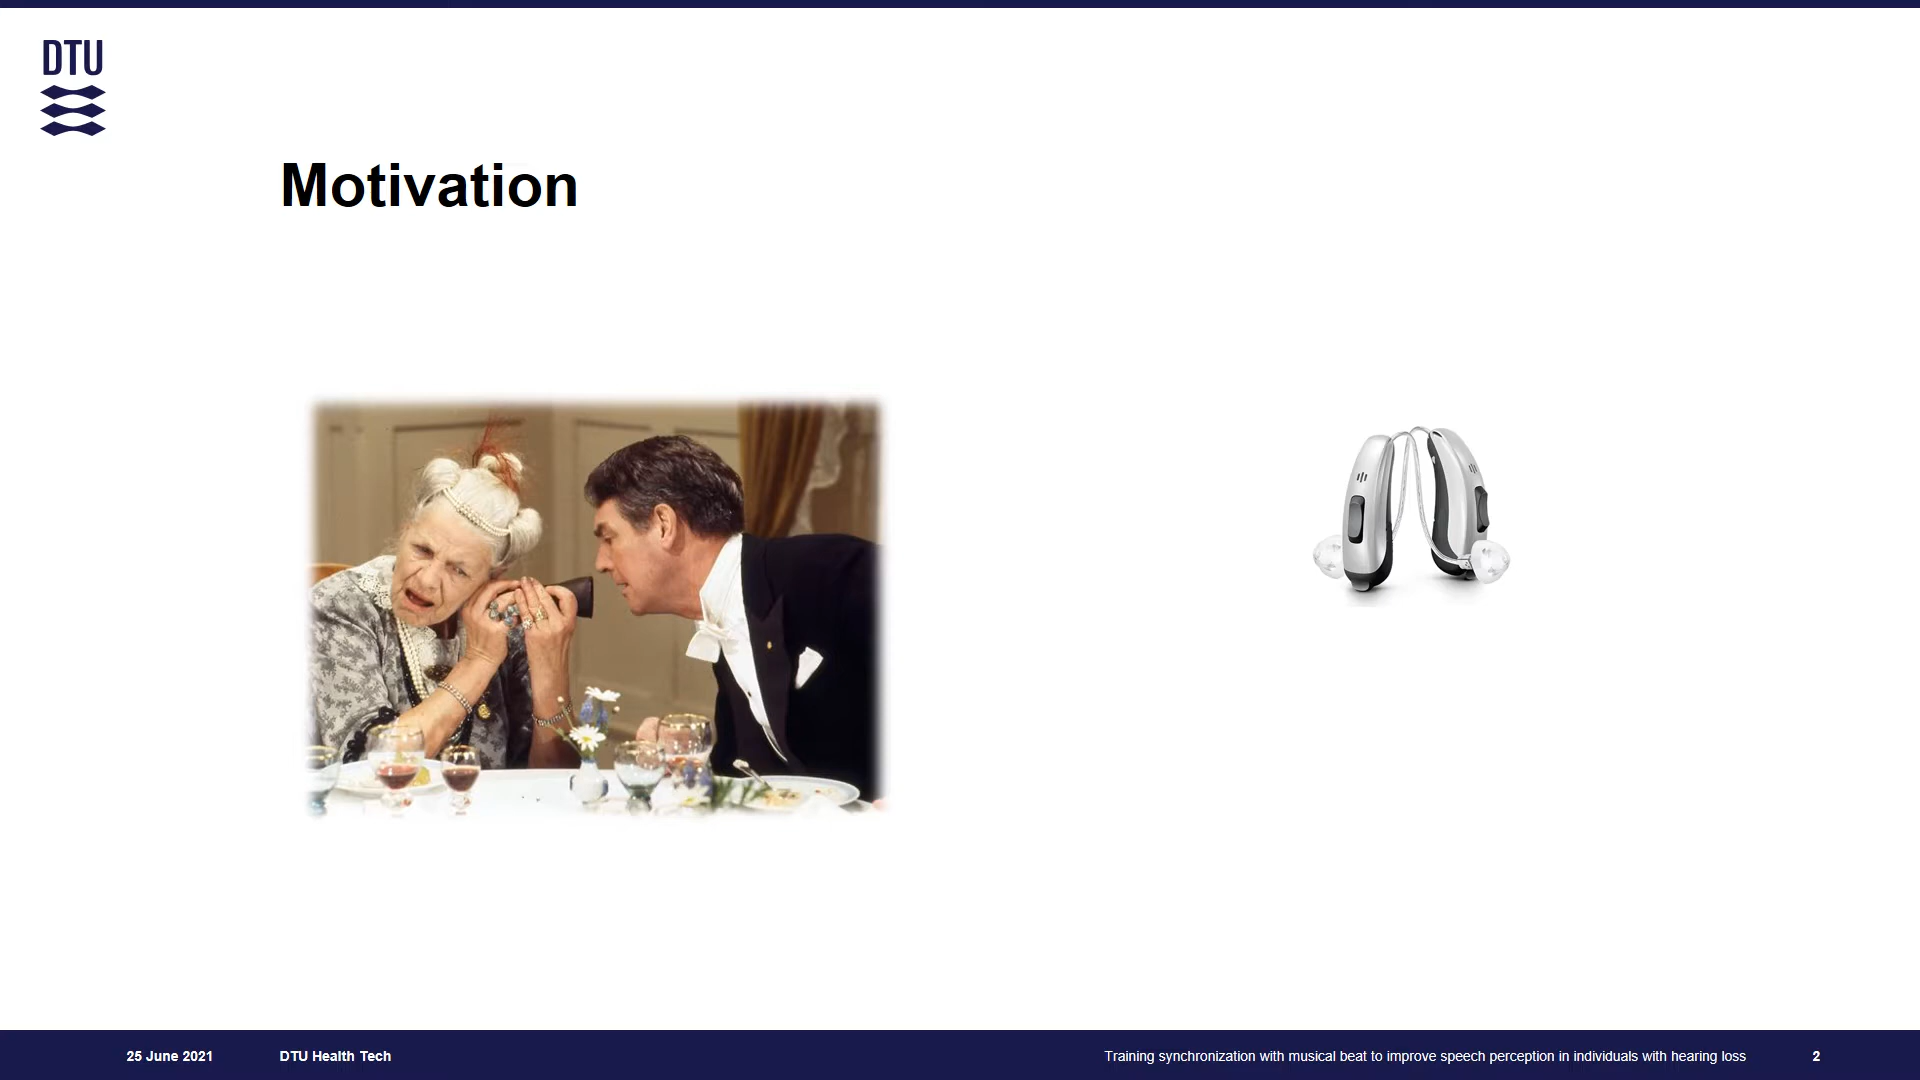 DTU
Motivation
25 June 2021
DTU Health Tech
Training synchronization with musical beat to improve speech perception in individuals with hearing loss
2